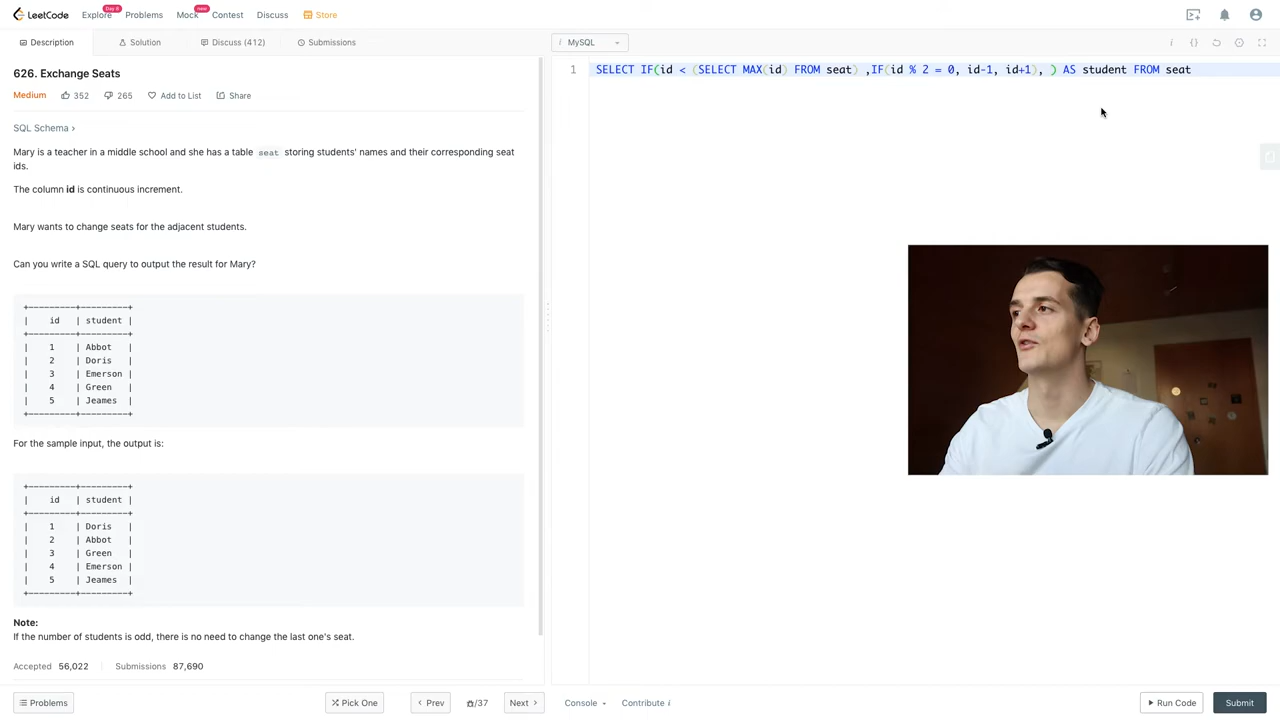 LeetCode
Explore
Day 8
Problems
Mock
new
Contest
Discuss
Store
Description
Solution
Discuss (412)
Submissions
i MySQL
626. Exchange Seats
Medium
352
265
Add to List
Share
SQL Schema >
Mary is a teacher in a middle school and she has a table seat storing students' names and their corresponding seat
ids.
The column id is continuous increment.
Mary wants to change seats for the adjacent students.
Can you write a SQL query to output the result for Mary?
+---------+---------+
| id | student |
+---------+---------+
| 1 | Abbot |
| 2 | Doris |
| 3 | Emerson |
| 4 | Green |
| 5 | Jeames |
+---------+---------+
For the sample input, the output is:
+---------+---------+
| id | student |
+---------+---------+
| 1 | Doris |
| 2 | Abbot |
| 3 | Green |
| 4 | Emerson |
| 5 | Jeames |
+---------+---------+
Note:
If the number of students is odd, there is no need to change the last one's seat.
Accepted 56,022
Submissions 87,690
1 SELECT IF(id < (SELECT MAX(id) FROM seat) ,IF(id % 2 = 0, id-1, id+1), ) AS student FROM seat
Problems
Pick One
< Prev
/37
Next >
Console
Contribute i
Run Code
Submit